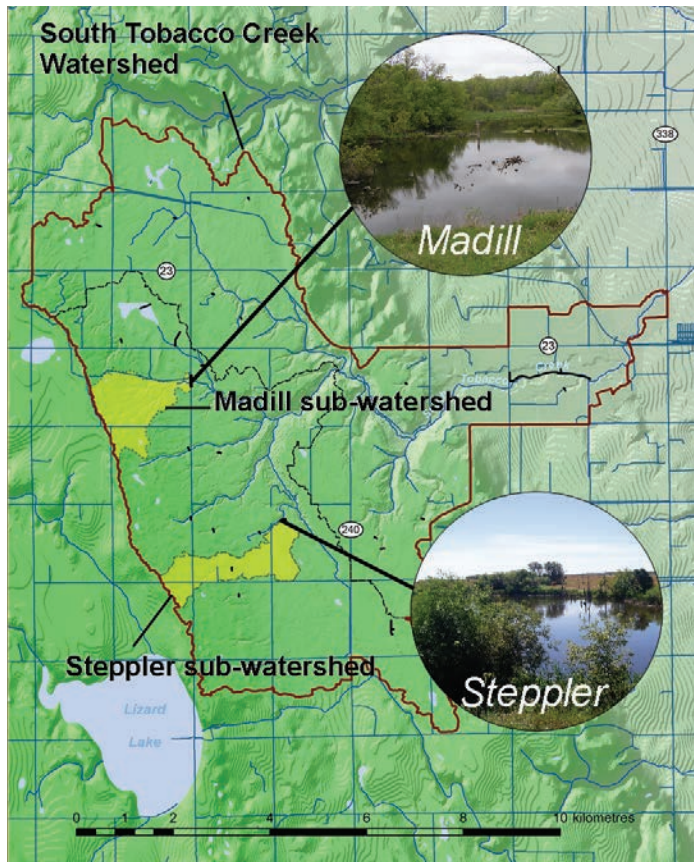 South Tobacco Creek
Watershed
338
Madill
23
23
Tobacco
Madill sub-watershed
240
Steppler sub-watershed
Steppler
Lizard
Lake
0 1 2 4 6 8 10 kilometres